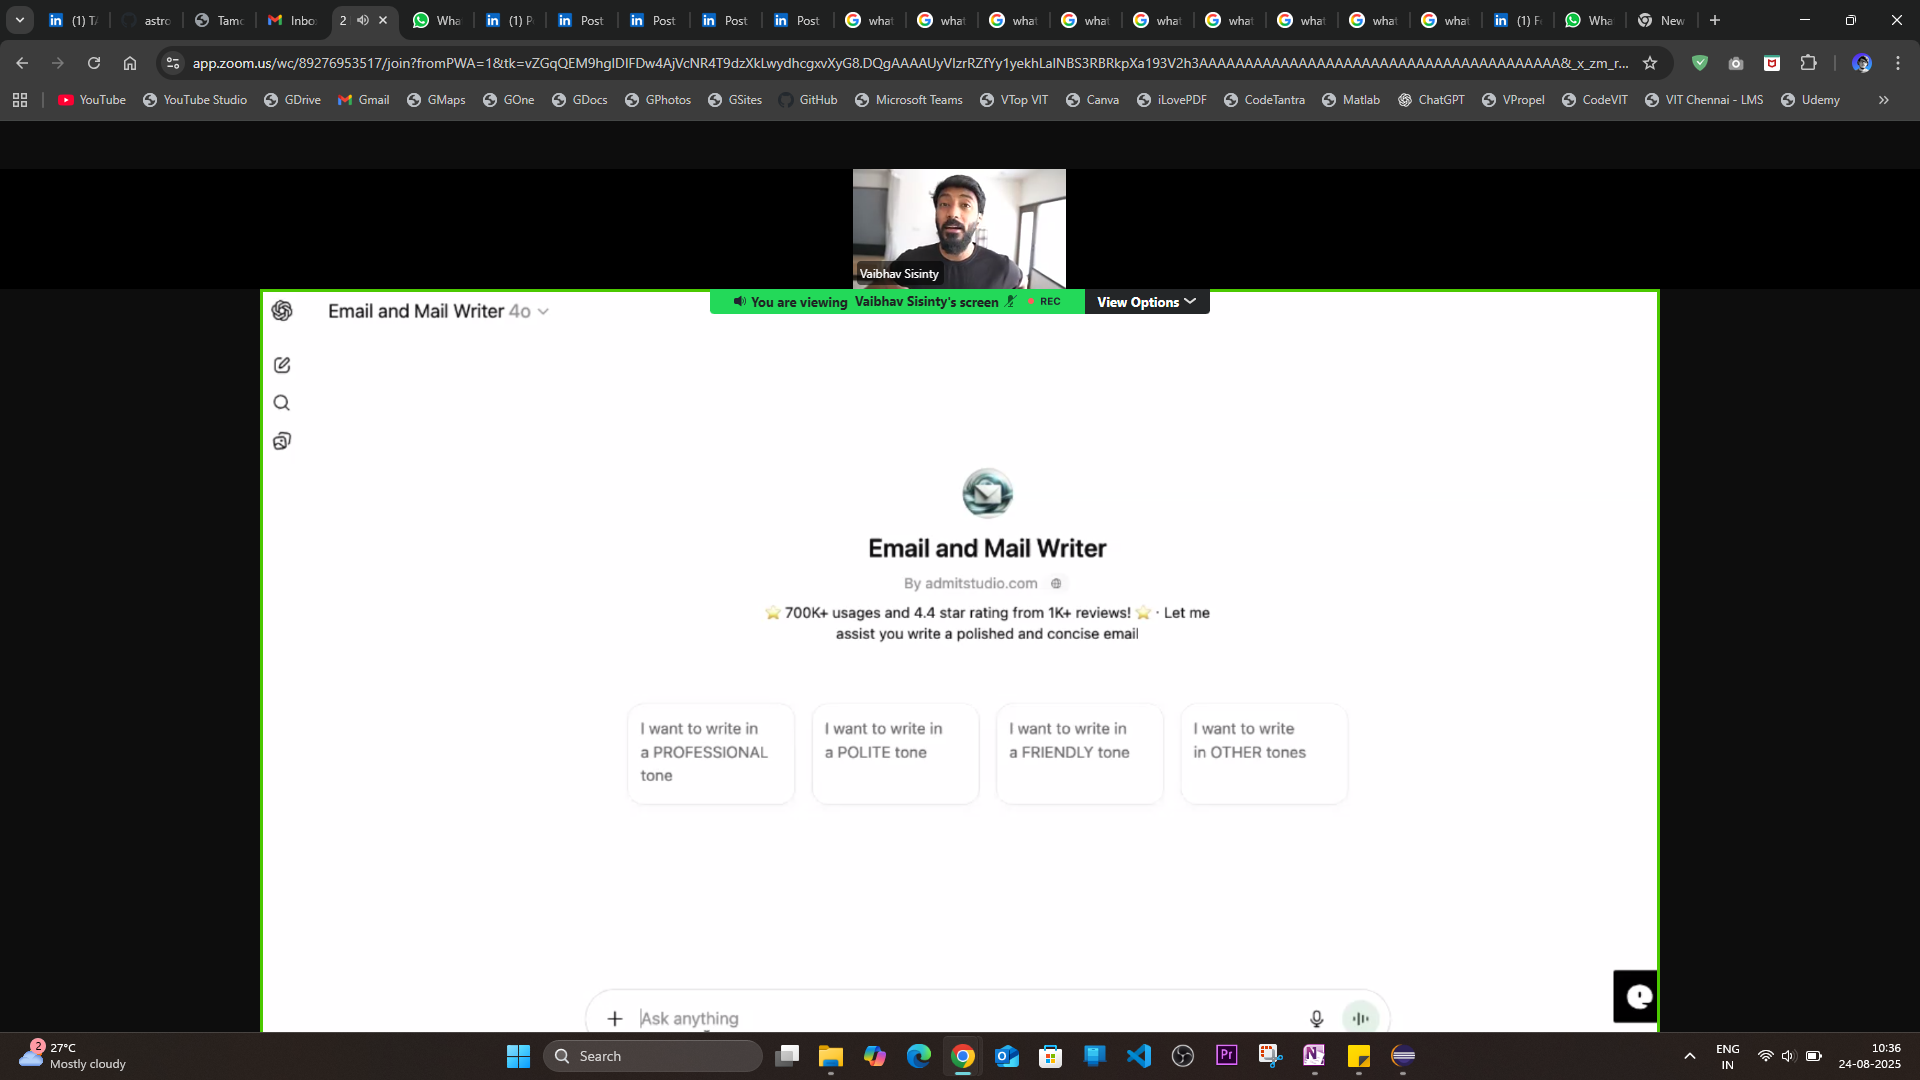 (1) T
astro
Tamo
Inbo
2
Wha
(1) P
Post
Post
Post
Post
what
what
what
what
what
what
what
what
what
(1) F
Wha
New
app.zoom.us/wc/89276953517/join?fromPWA=1&tk=
YouTube
YouTube Studio
GDrive
Gmail
GMaps
GOne
GDocs
GPhotos
GSites
GitHub
Microsoft Teams
VTop VIT
Canva
iLovePDF
CodeTantra
Matlab
ChatGPT
VPropel
CodeVIT
VIT Chennai - LMS
Udemy
Vaibhav Sisinty
You are viewing Vaibhav Sisinty's screen REC View Options
Email and Mail Writer 4o
Email and Mail Writer
By admitstudio.com
⭐ 700K+ usages and 4.4 star rating from 1K+ reviews! ⭐ · Let me
assist you write a polished and concise email
I want to write in
a PROFESSIONAL
tone
I want to write in
a POLITE tone
I want to write in
a FRIENDLY tone
I want to write
in OTHER tones
Ask anything
2
27°C
Mostly cloudy
Search
Pr
N
ENG
IN
10:36
24-08-2025